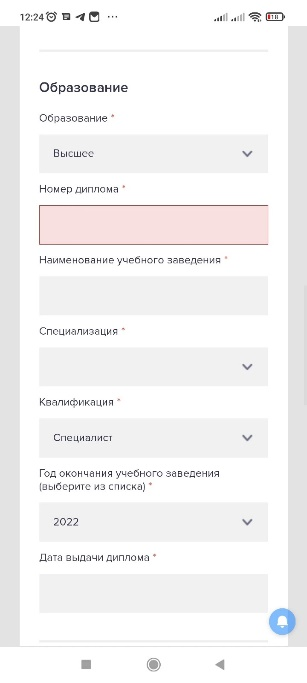 12:24
18
Образование
Образование *
Высшее
Номер диплома *
Наименование учебного заведения *
Специализация *
Квалификация *
Специалист
Год окончания учебного заведения
(выберите из списка) *
2022
Дата выдачи диплома *